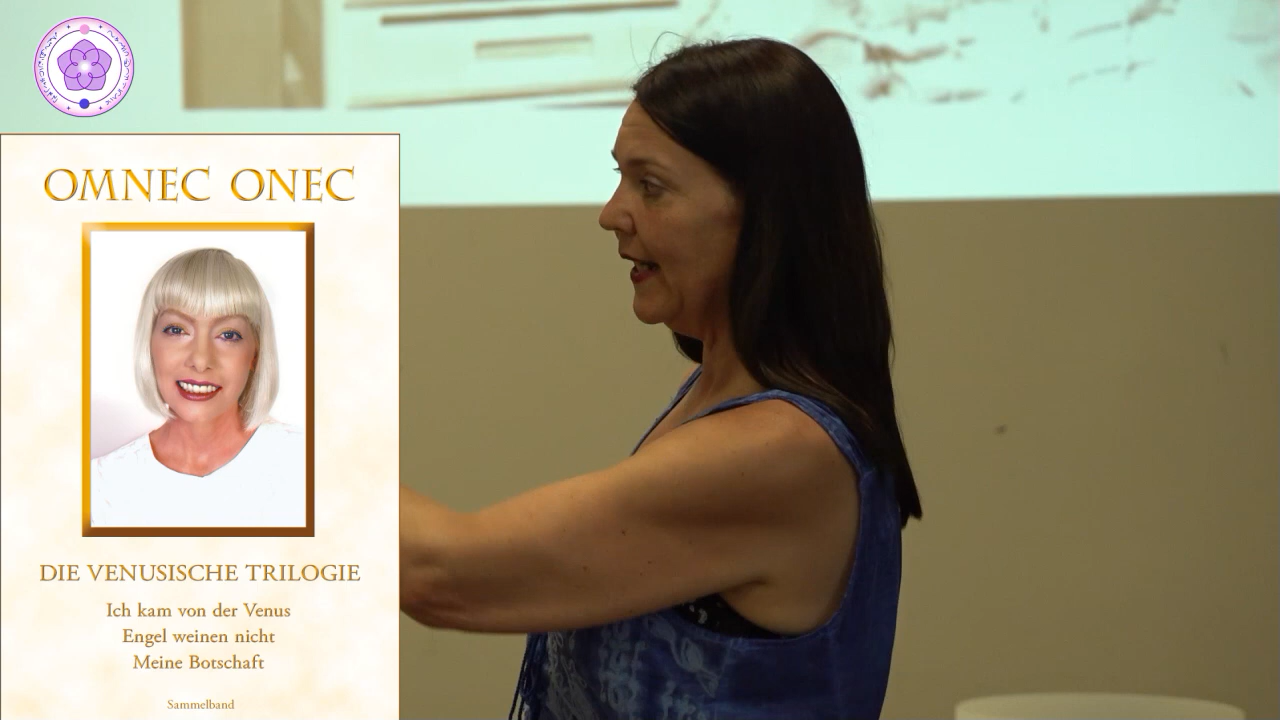 OMNEC ONEC
DIE VENUSISCHE TRILOGIE
Ich kam von der Venus
Engel weinen nicht
Meine Botschaft
Sammelband